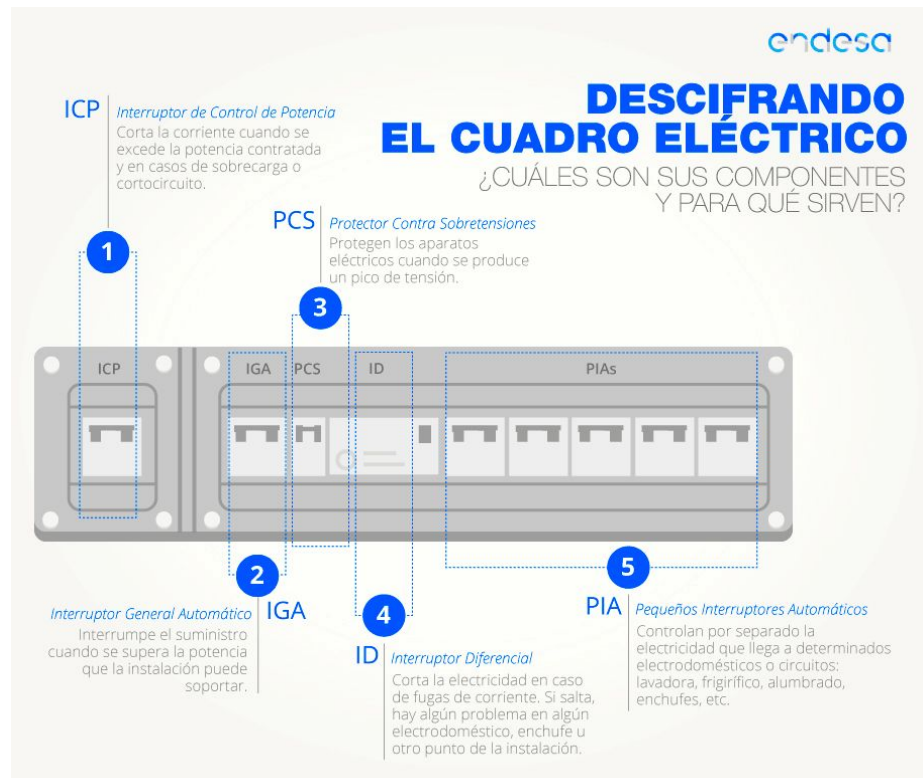 endesa
DESCIFRANDO
EL CUADRO ELÉCTRICO
¿CUÁLES SON SUS COMPONENTES
Y PARA QUÉ SIRVEN?
ICP
Interruptor de Control de Potencia
Corta la corriente cuando se
excede la potencia contratada
y en casos de sobrecarga o
cortocircuito.
1
PCS
Protector Contra Sobretensiones
Protegen los aparatos
eléctricos cuando se produce
un pico de tensión.
3
ICP
IGA
PCS
ID
PIAs
2
Interruptor General Automático
IGA
Interrumpe el suministro
cuando se supera la potencia
que la instalación puede
soportar.
4
ID
Interruptor Diferencial
Corta la electricidad en caso
de fugas de corriente. Si salta,
hay algún problema en algún
electrodoméstico, enchufe u
otro punto de la instalación.
5
PIA
Pequeños Interruptores Automáticos
Controlan por separado la
electricidad que llega a determinados
electrodomésticos o circuitos:
lavadora, frigirífico, alumbrado,
enchufes, etc.